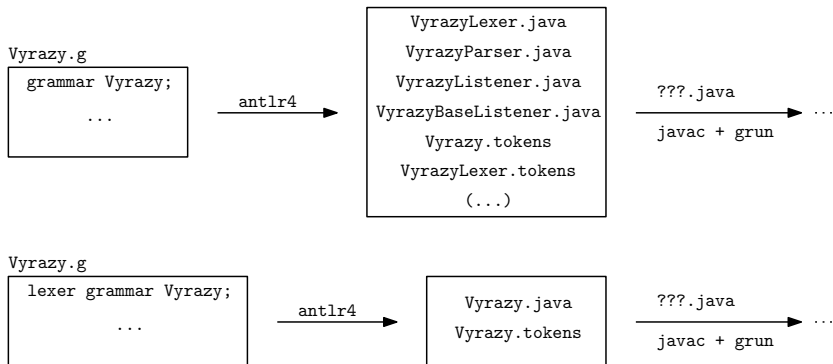 VyrazyLexer.java
VyrazyParser.java
Vyrazy.g
grammar Vyrazy;
VyrazyListener.java
???.java
antlr4
...
VyrazyBaseListener.java
...
javac + grun
Vyrazy.tokens
VyrazyLexer.tokens
(...)
Vyrazy.g
lexer grammar Vyrazy;
antlr4
Vyrazy.java
???.java
...
Vyrazy.tokens
...
javac + grun